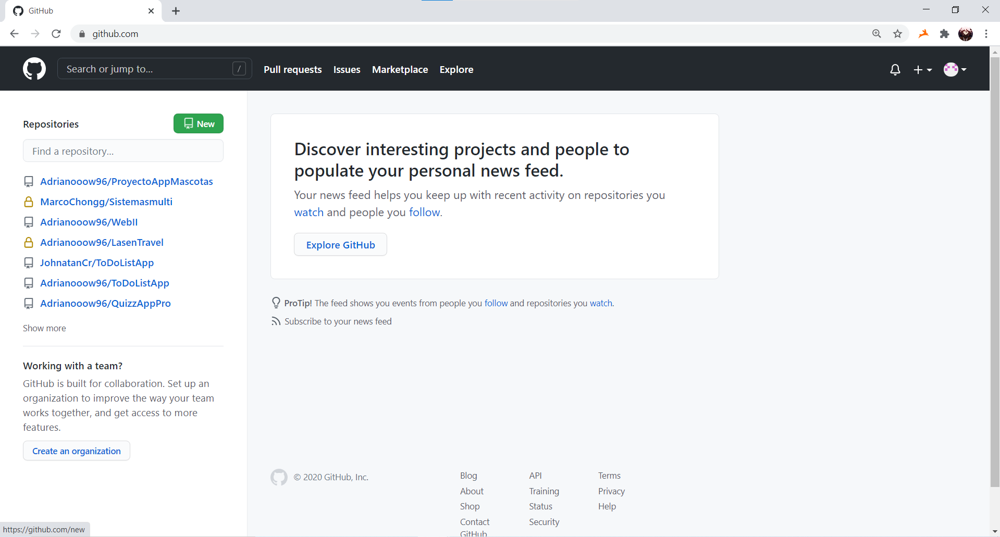 GitHub
github.com
Search or jump to... /
Pull requests Issues Marketplace Explore
Repositories
New
Find a repository...
Adrianooow96/ProyectoAppMascotas
MarcoChongg/Sistemasmulti
Adrianooow96/WebII
Adrianooow96/LasenTravel
JohnatanCr/ToDoListApp
Adrianooow96/ToDoListApp
Adrianooow96/QuizzAppPro
Show more
Working with a team?
GitHub is built for collaboration. Set up an
organization to improve the way your team
works together, and get access to more
features.
Create an organization
Discover interesting projects and people to
populate your personal news feed.
Your news feed helps you keep up with recent activity on repositories you
watch and people you follow.
Explore GitHub
ProTip! The feed shows you events from people you follow and repositories you watch.
Subscribe to your news feed
© 2020 GitHub, Inc.
Blog
About
Shop
Contact
GitHub
API
Training
Status
Security
Terms
Privacy
Help
https://github.com/new